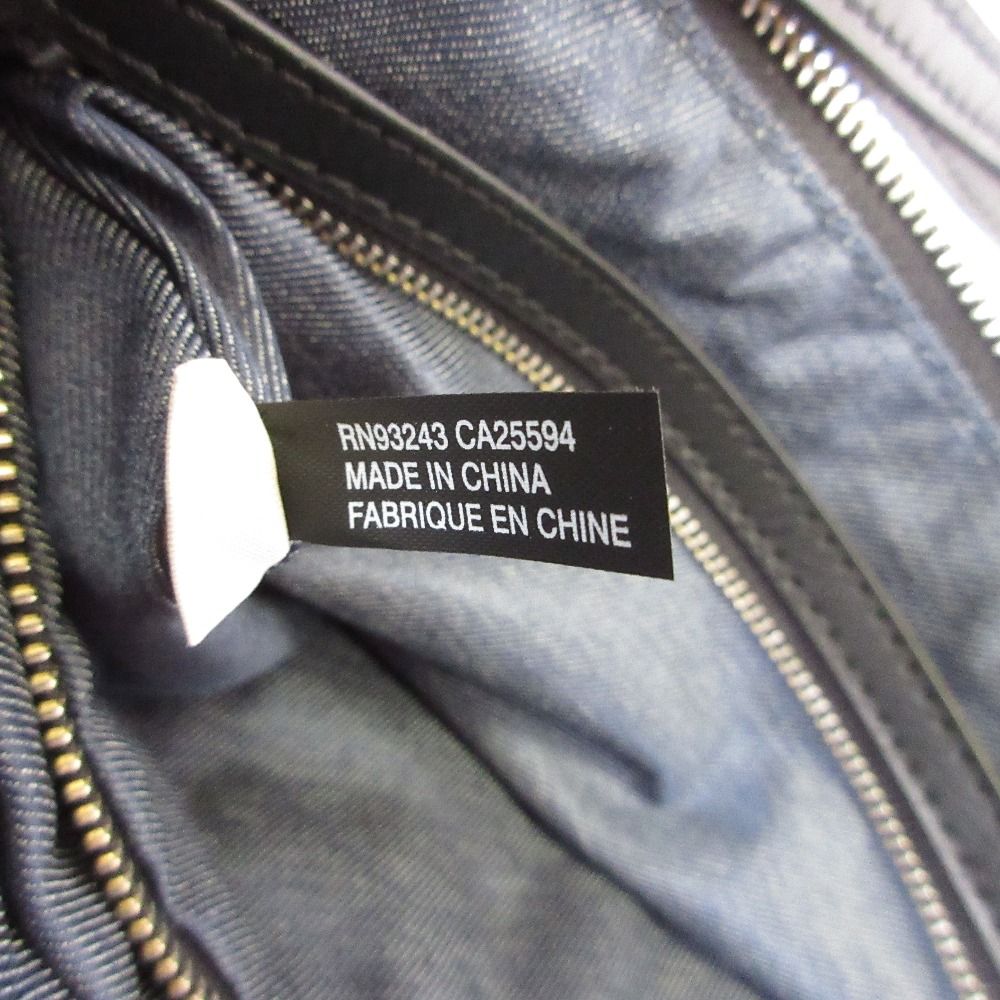 RN93243 CA25594
MADE IN CHINA
FABRIQUE EN CHINE